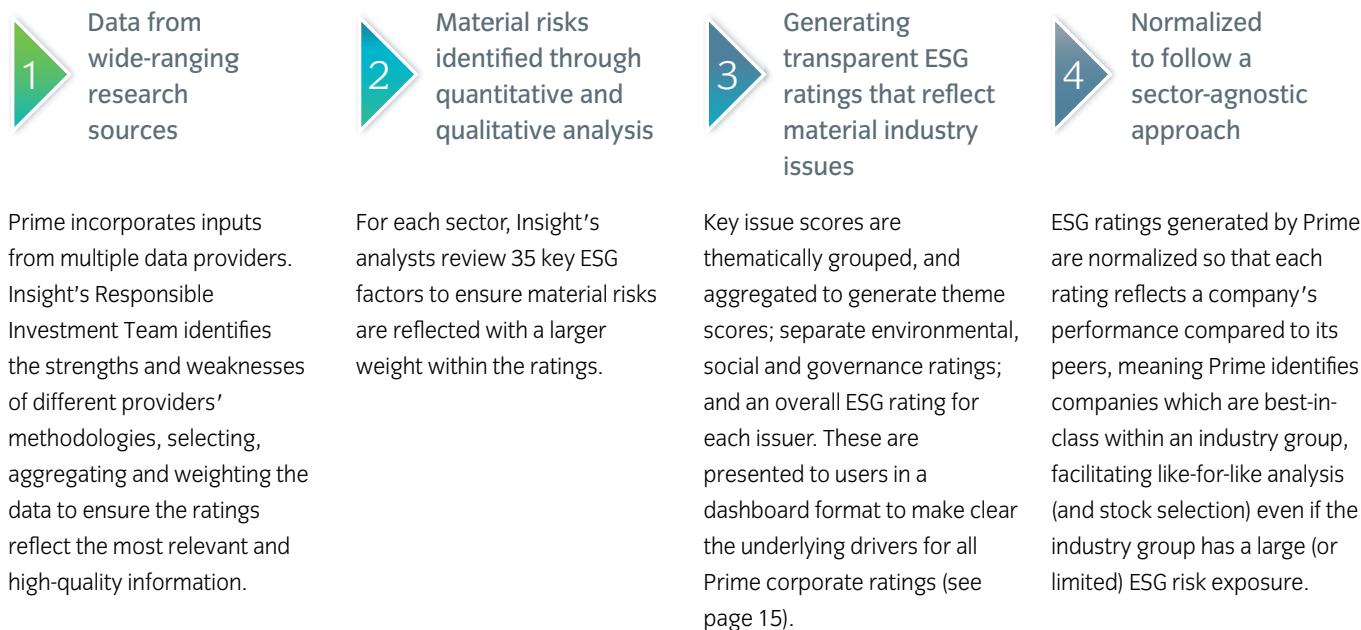 1
Data from
wide-ranging
research
sources
Prime incorporates inputs
from multiple data providers.
Insight's Responsible
Investment Team identifies
the strengths and weaknesses
of different providers'
methodologies, selecting,
aggregating and weighting the
data to ensure the ratings
reflect the most relevant and
high-quality information.
2
Material risks
identified through
quantitative and
qualitative analysis
For each sector, Insight's
analysts review 35 key ESG
factors to ensure material risks
are reflected with a larger
weight within the ratings.
3
Generating
transparent ESG
ratings that reflect
material industry
issues
Key issue scores are
thematically grouped, and
aggregated to generate theme
scores; separate environmental,
social and governance ratings;
and an overall ESG rating for
each issuer. These are
presented to users in a
dashboard format to make clear
the underlying drivers for all
Prime corporate ratings (see
page 15).
4
Normalized
to follow a
sector-agnostic
approach
ESG ratings generated by Prime
are normalized so that each
rating reflects a company's
performance compared to its
peers, meaning Prime identifies
companies which are best-in-
class within an industry group,
facilitating like-for-like analysis
(and stock selection) even if the
industry group has a large (or
limited) ESG risk exposure.